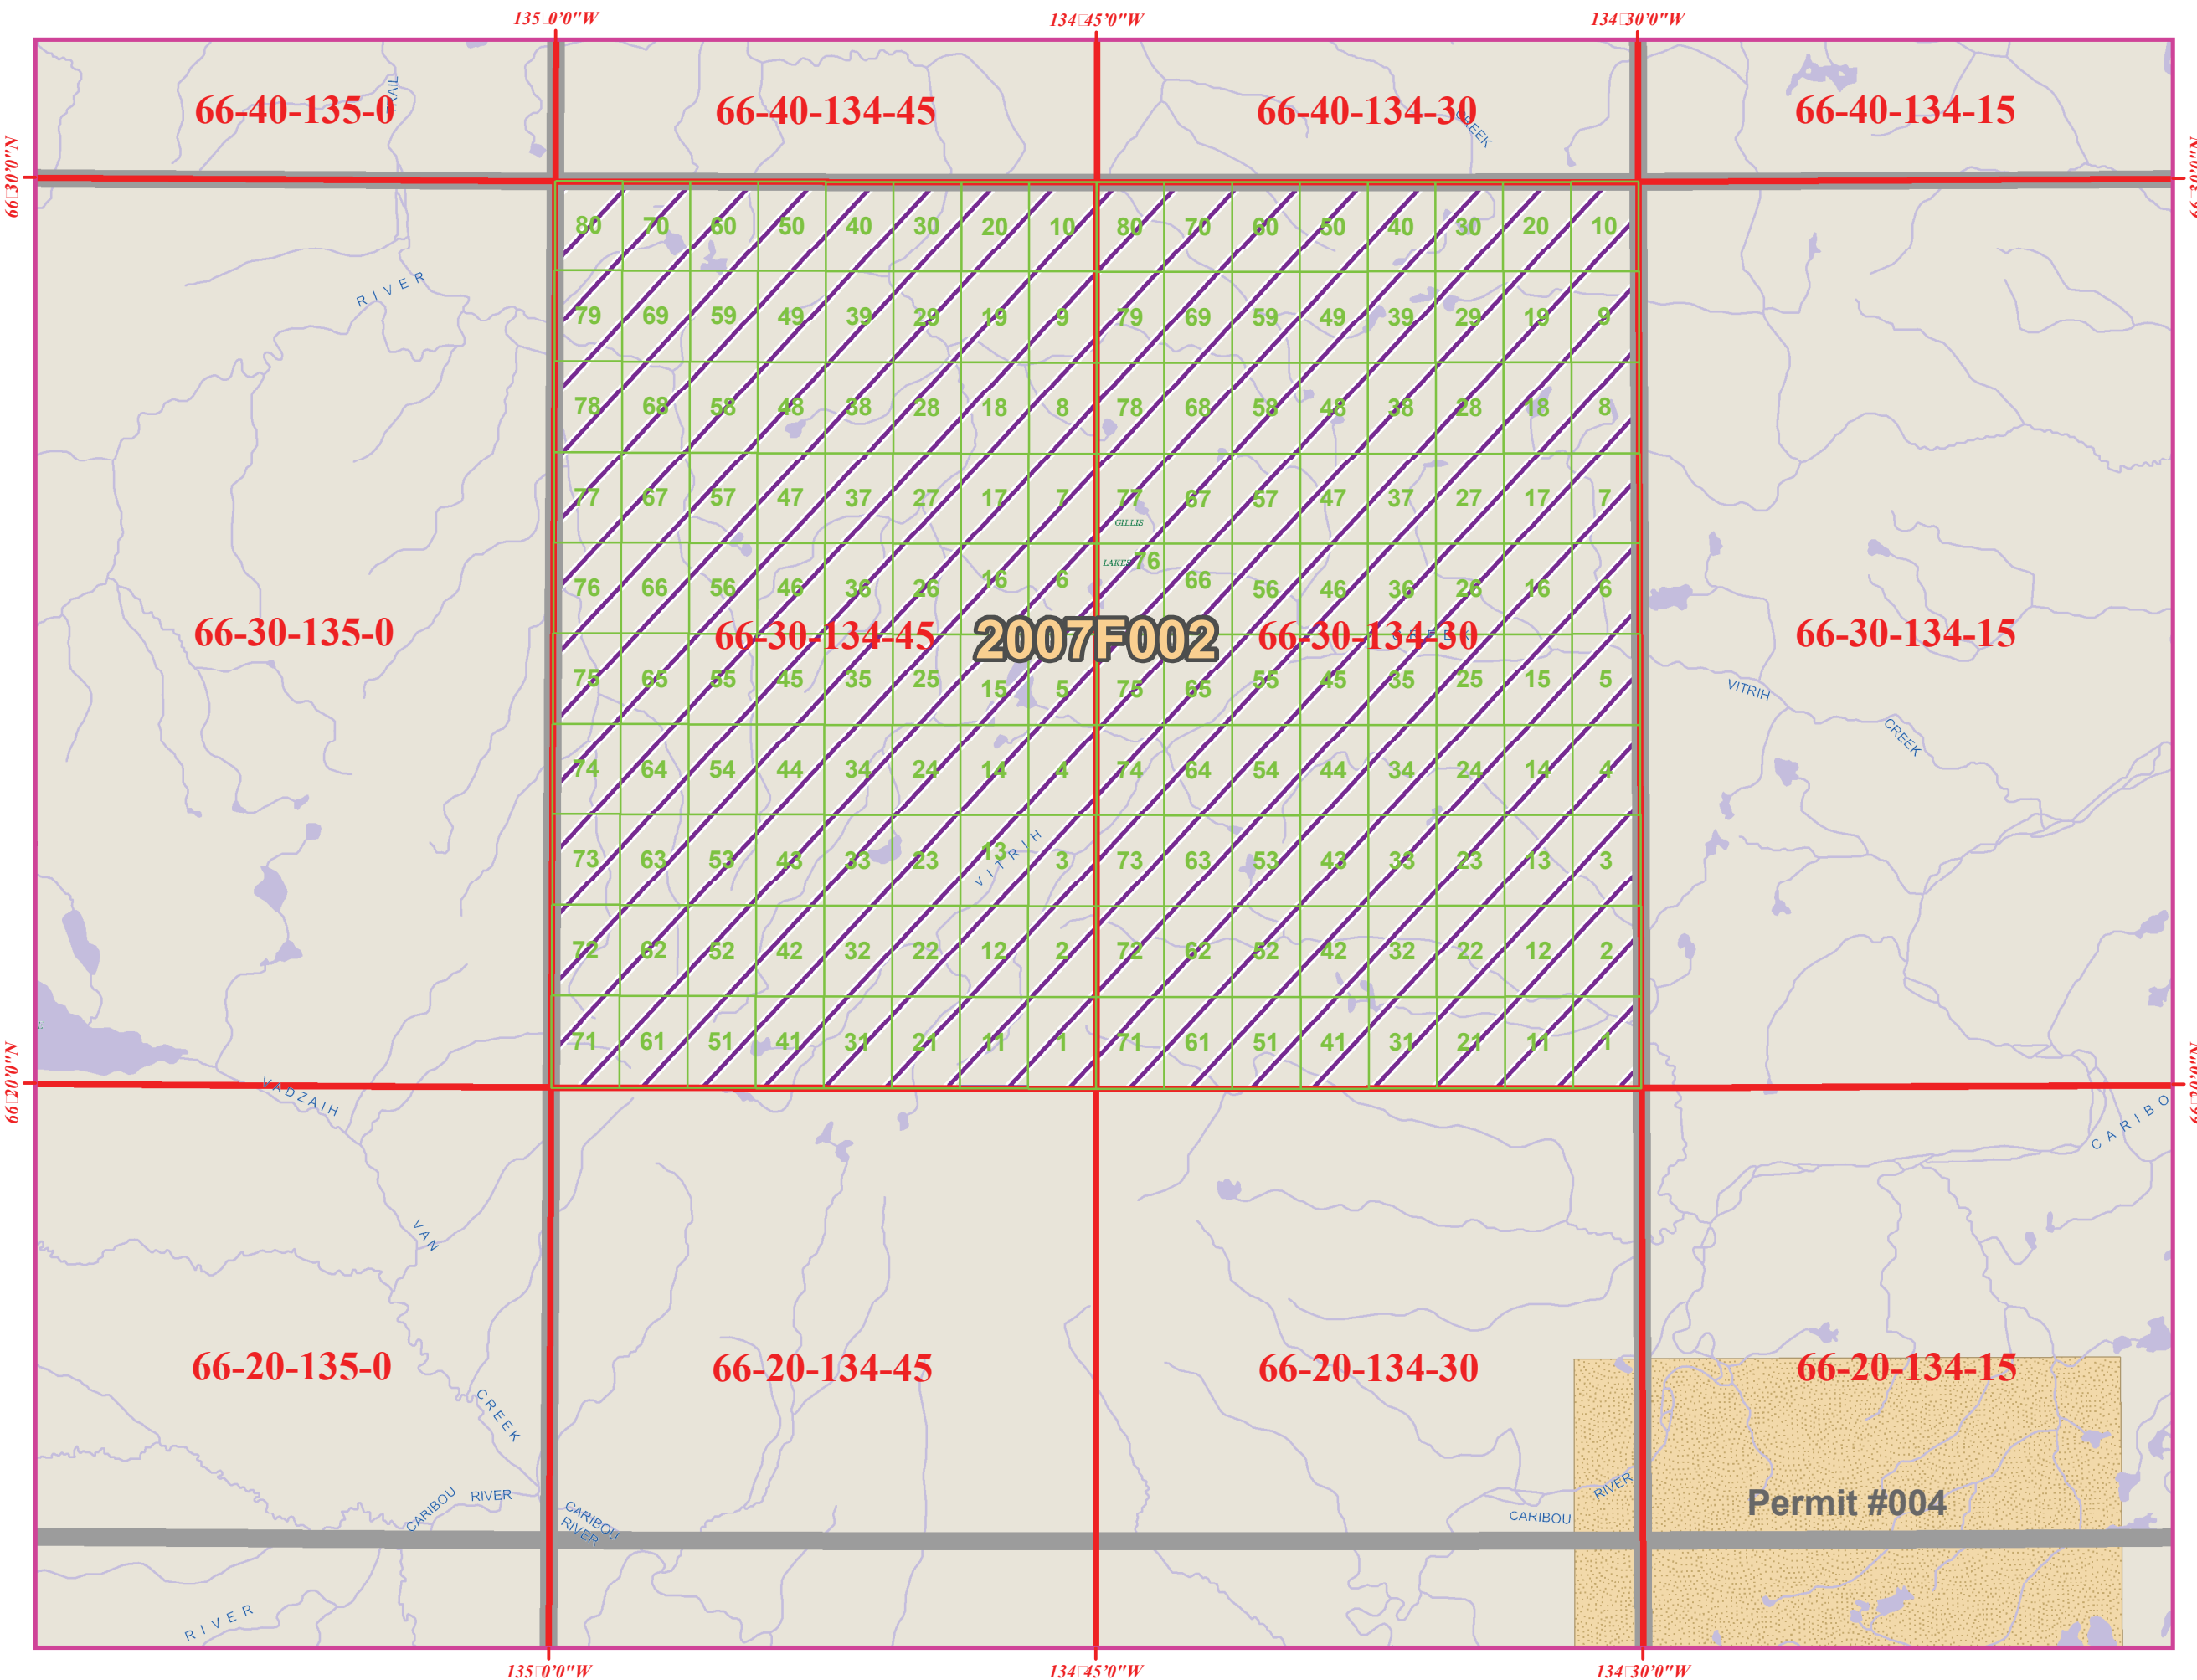 135 0'0"W 134 45'0"W 134 30'0"W
66-40-135-0 66-40-134-45 66-40-134-30 66-40-134-15
TRAIL
CREEK
66 30'0"N 66 30'0"N
80 70 60 50 40 30 20 10 80 70 60 50 40 30 20 10
RIVER
79 69 59 49 39 29 19 9 79 69 59 49 39 29 19 9
78 68 58 48 38 28 18 8 78 68 58 48 38 28 18 8
77 67 57 47 37 27 17 7 77 67 57 47 37 27 17 7
GILLIS
LAKES
76 66 56 46 36 26 16 6 76 66 56 46 36 26 16 6
66-30-135-0 66-30-134-45 2007F002 66-30-134-30 66-30-134-15
CREEK
75 65 55 45 35 25 15 5 75 65 55 45 35 25 15 5
VITRIH
CREEK
74 64 54 44 34 24 14 4 74 64 54 44 34 24 14 4
73 63 53 43 33 23 13 3 73 63 53 43 33 23 13 3
VITRIH
72 62 52 42 32 22 12 2 72 62 52 42 32 22 12 2
71 61 51 41 31 21 11 1 71 61 51 41 31 21 11 1
66 20'0"N 66 20'0"N
VADZAIH
CARIBO
VAN
66-20-135-0 66-20-134-45 66-20-134-30 66-20-134-15
CREEK
CARIBOU RIVER
CARIBOU
RIVER
CARIBOU RIVER
Permit #004
RIVER
135 0'0"W 134 45'0"W 134 30'0"W